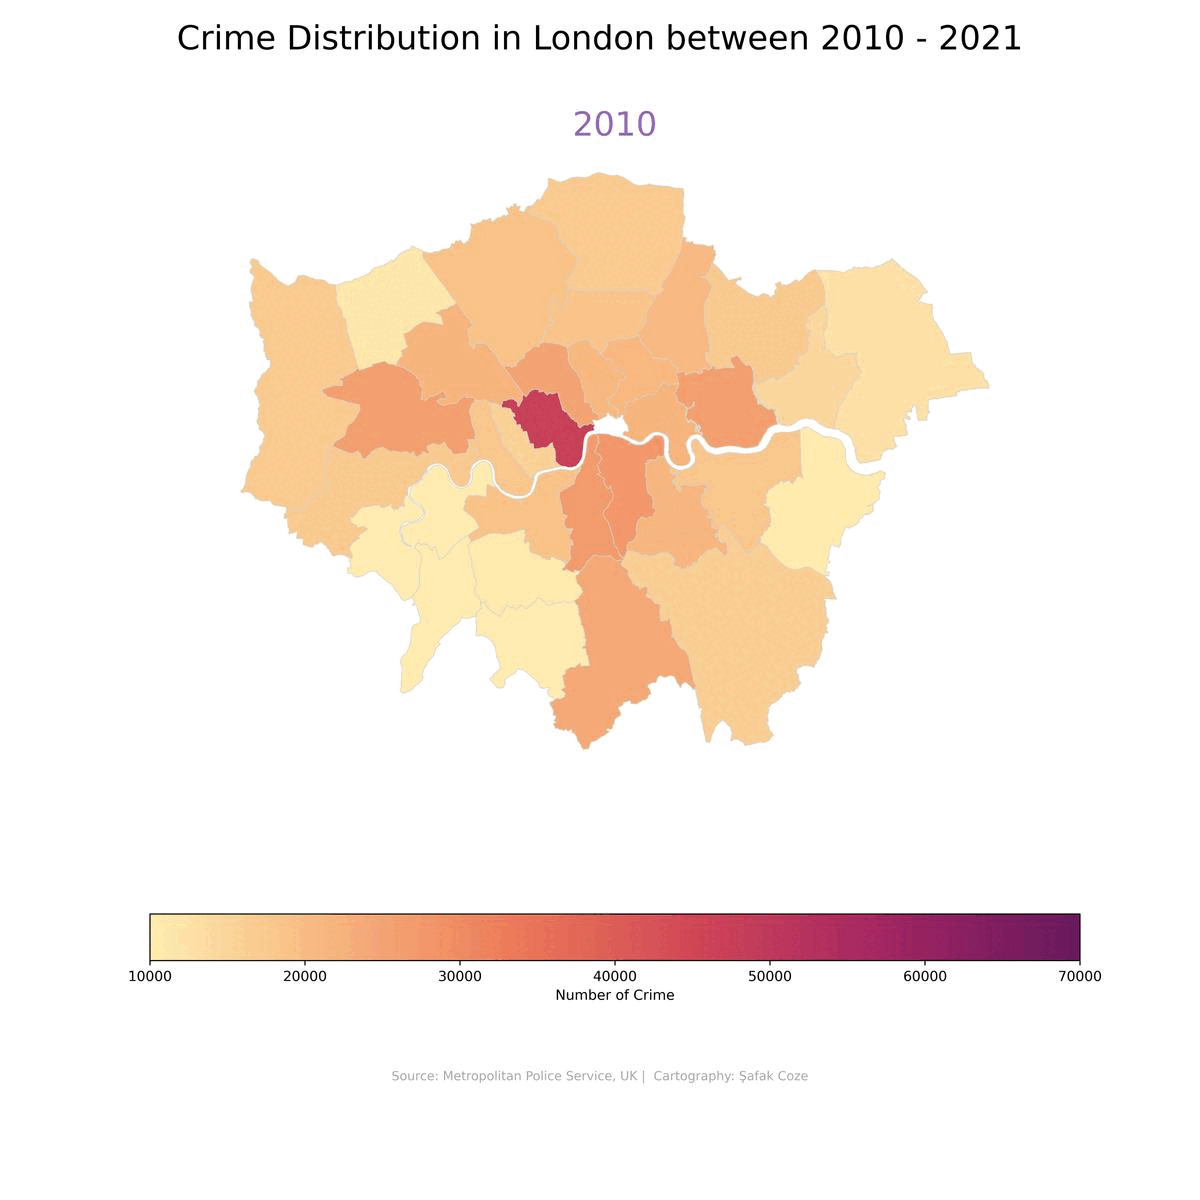 Crime Distribution in London between 2010 - 2021
2010
10000 20000 30000 40000 50000 60000 70000
Number of Crime
Source: Metropolitan Police Service, UK | Cartography: Şafak Coze